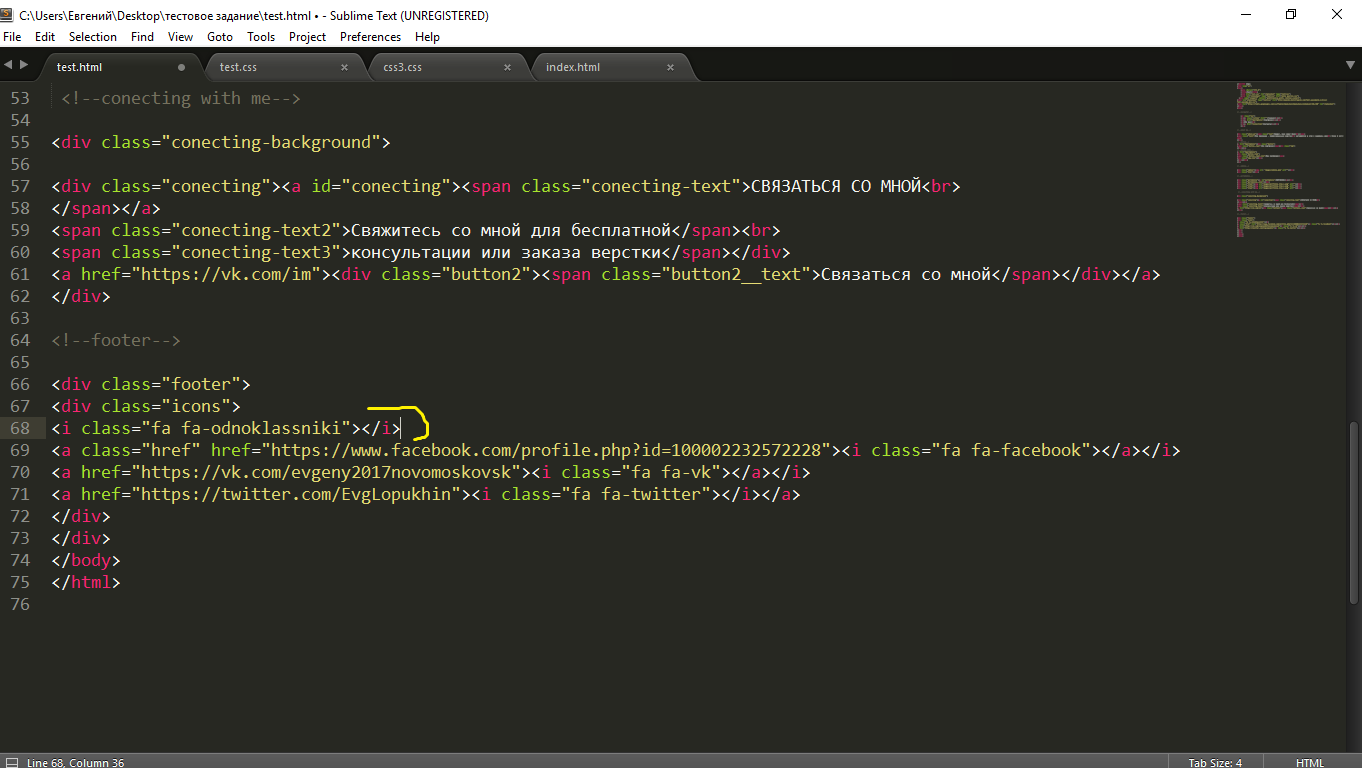 C:\Users\Евгений\Desktop\тестовое задание\test.html • - Sublime Text (UNREGISTERED)
File Edit Selection Find View Goto Tools Project Preferences Help
test.html test.css css3.css index.html
53 <!--conecting with me-->
54
55 <div class="conecting-background">
56
57 <div class="conecting"><a id="conecting"><span class="conecting-text">СВЯЗАТЬСЯ СО МНОЙ<br>
58 </span></a>
59 <span class="conecting-text2">Свяжитесь со мной для бесплатной</span><br>
60 <span class="conecting-text3">консультации или заказа верстки</span></div>
61 <a href="https://vk.com/im"><div class="button2"><span class="button2__text">Связаться со мной</span></div></a>
62 </div>
63
64 <!--footer-->
65
66 <div class="footer">
67 <div class="icons">
68 <i class="fa fa-odnoklassniki"></i>
69 <a class="href" href="https://www.facebook.com/profile.php?id=100002232572228"><i class="fa fa-facebook"></a></i>
70 <a href="https://vk.com/evgeny2017novomoskovsk"><i class="fa fa-vk"></a></i>
71 <a href="https://twitter.com/EvgLopukhin"><i class="fa fa-twitter"></i></a>
72 </div>
73 </div>
74 </body>
75 </html>
76
Line 68, Column 36 Tab Size: 4 HTML